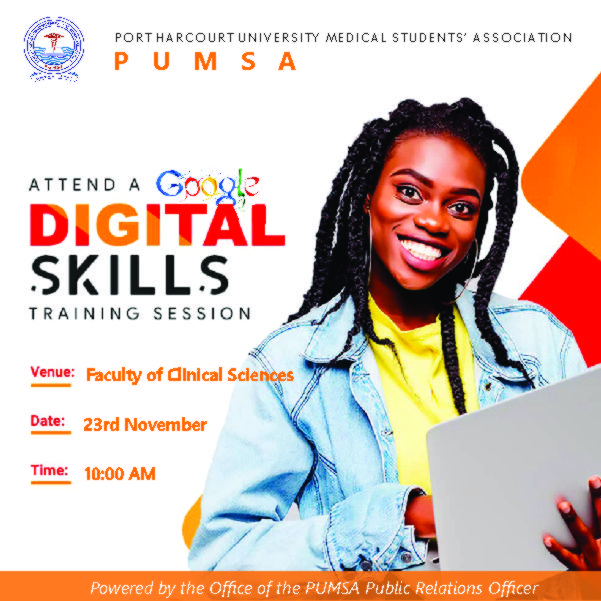 PORT HARCOURT UNIVERSITY MEDICAL STUDENTS' ASSOCIATION
PUMSA
ATTEND A Google
DIGITAL
SKILLS
TRAINING SESSION
Venue: Faculty of Clinical Sciences
Date: 23rd November
Time: 10:00 AM
Powered by the Office of the PUMSA Public Relations Officer